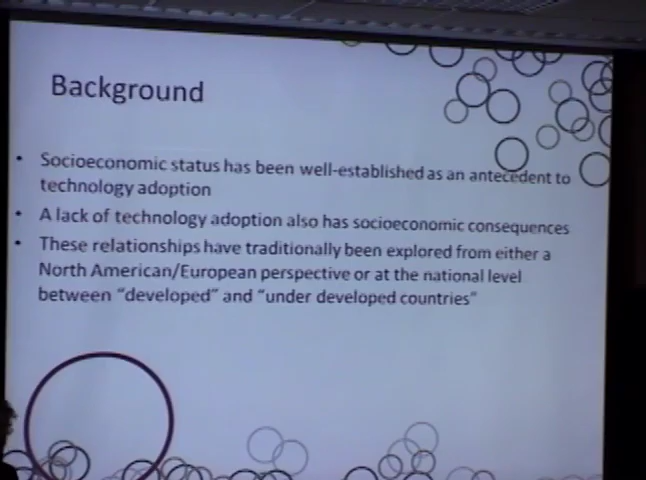 Background
• Socioeconomic status has been well-established as an antecedent to
technology adoption
• A lack of technology adoption also has socioeconomic consequences
• These relationships have traditionally been explored from either a
North American/European perspective or at the national level
between “developed” and “under developed countries”